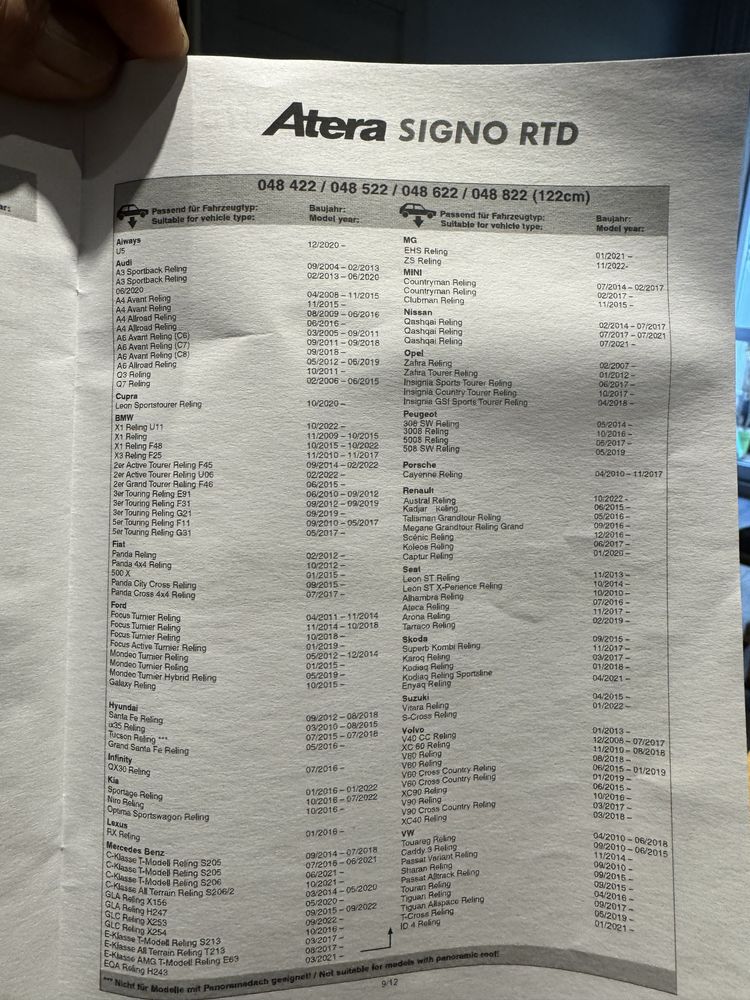 Atera SIGNO RTD
048 422 / 048 522 / 048 622 / 048 822 (122cm)
Passend für Fahrzeugtyp: Baujahr:
Suitable for vehicle type: Model year:
Aiways
U5 12/2020 –
Audi
A3 Sportback Reling 09/2004 – 02/2013
A3 Sportback Reling 02/2013 – 06/2020
06/2020
A4 Avant Reling 04/2008 – 11/2015
A4 Avant Reling 11/2015 –
A4 Allroad Reling 08/2009 – 06/2016
A4 Allroad Reling 06/2016 –
A6 Avant Reling (C6) 03/2005 – 09/2011
A6 Avant Reling (C7) 09/2011 – 09/2018
A6 Avant Reling (C8) 09/2018 –
A6 Allroad Reling 05/2012 – 06/2019
Q3 Reling 10/2011 –
Q7 Reling 02/2006 – 06/2015
Cupra
Leon Sportstourer Reling 10/2020 –
BMW
X1 Reling U11 10/2022 –
X1 Reling 11/2009 – 10/2015
X1 Reling F48 10/2015 – 10/2022
X3 Reling F25 11/2010 – 11/2017
2er Active Tourer Reling F45 09/2014 – 02/2022
2er Active Tourer Reling U06 02/2022 –
2er Grand Tourer Reling F46 06/2015 –
3er Touring Reling E91 06/2010 – 09/2012
3er Touring Reling F31 09/2012 – 09/2019
3er Touring Reling G21 09/2019 –
5er Touring Reling F11 09/2010 – 05/2017
5er Touring Reling G31 05/2017 –
Fiat
Panda Reling 02/2012 –
Panda 4x4 Reling 10/2012 –
500 X 01/2015 –
Panda City Cross Reling 09/2015 –
Panda Cross 4x4 Reling 07/2017 –
Ford
Focus Turnier Reling 04/2011 – 11/2014
Focus Turnier Reling 11/2014 – 10/2018
Focus Turnier Reling 10/2018 –
Focus Active Turnier Reling 01/2019 –
Mondeo Turnier Reling 05/2012 – 12/2014
Mondeo Turnier Reling 01/2015 –
Mondeo Turnier Hybrid Reling 05/2019 –
Galaxy Reling 10/2015 –
Hyundai
Santa Fe Reling 09/2012 – 08/2018
ix35 Reling 03/2010 – 08/2015
Tucson Reling *** 07/2015 – 07/2018
Grand Santa Fe Reling 05/2016 –
Infinity
QX30 Reling 07/2016 –
Kia
Sportage Reling 01/2016 – 01/2022
Niro Reling 10/2016 – 07/2022
Optima Sportswagon Reling 10/2016 –
Lexus
RX Reling 01/2016 –
Mercedes Benz
C-Klasse T-Modell Reling S205 09/2014 – 07/2018
C-Klasse T-Modell Reling S205 07/2018 – 06/2021
C-Klasse T-Modell Reling S206 06/2021 –
C-Klasse All Terrain Reling S206/2 10/2021 –
GLA Reling X156 03/2014 – 05/2020
GLA Reling H247 05/2020 –
GLC Reling X253 09/2015 – 09/2022
GLC Reling X254 09/2022 –
E-Klasse T-Modell Reling S213 10/2016 –
E-Klasse All Terrain Reling T213 03/2017 –
E-Klasse AMG T-Modell Reling E63 08/2017 –
EQA Reling H243 03/2021 –
Passend für Fahrzeugtyp: Baujahr:
Suitable for vehicle type: Model year:
MG
EHS Reling 01/2021 –
ZS Reling 11/2022-
MINI
Countryman Reling 07/2014 – 02/2017
Countryman Reling 02/2017 –
Clubman Reling 11/2015 –
Nissan
Qashqai Reling 02/2014 – 07/2017
Qashqai Reling 07/2017 – 07/2021
Qashqai Reling 07/2021 –
Opel
Zafira Reling 02/2007 –
Zafira Tourer Reling 01/2012 –
Insignia Sports Tourer Reling 06/2017 –
Insignia Country Tourer Reling 10/2017 –
Insignia GSI Sports Tourer Reling 04/2018 –
Peugeot
308 SW Reling 05/2014 –
3008 Reling 10/2016 –
5008 Reling 05/2017 –
508 SW Reling 05/2019
Porsche
Cayenne Reling 04/2010 – 11/2017
Renault
Austral Reling 10/2022 -
Kadjar Reling 06/2015 –
Talisman Grandtour Reling 05/2016 –
Megane Grandtour Reling Grand 09/2016 –
Scénic Reling 12/2016 –
Koleos Reling 06/2017 –
Captur Reling 01/2020 –
Seat
Leon ST Reling 11/2013 –
Leon ST X-Perience Reling 10/2014 –
Alhambra Reling 10/2010 –
Ateca Reling 07/2016 –
Arona Reling 11/2017 –
Tarraco Reling 02/2019 –
Skoda
Superb Kombi Reling 09/2015 –
Karoq Reling 11/2017 –
Kodiaq Reling 03/2017 –
Kodiaq Reling Sportsline 01/2018 –
Enyaq Reling 04/2021 –
Suzuki
Vitara Reling 04/2015 –
S-Cross Reling 01/2022 –
Volvo
V40 CC Reling 01/2013 –
XC 60 Reling 12/2008 – 07/2017
V60 Reling 11/2010 – 08/2018
V60 Reling 08/2018 –
V60 Cross Country Reling 06/2015 – 01/2019
V60 Cross Country Reling 01/2019 –
XC90 Reling 06/2015 –
V90 Reling 10/2016 –
V90 Cross Country Reling 03/2017 –
XC40 Reling 03/2018 –
VW
Touareg Reling 04/2010 – 06/2018
Caddy 3 Reling 09/2010 – 06/2015
Passat Variant Reling 11/2014 –
Sharan Reling 09/2010 –
Passat Alltrack Reling 09/2015 –
Touran Reling 09/2015 –
Tiguan Reling 04/2016 –
Tiguan Allspace Reling 09/2017 –
T-Cross Reling 05/2019 –
ID 4 Reling 01/2021 –
*** Nicht für Modelle mit Panoramadach geeignet! / Not suitable for models with panoramic roof!
9/12